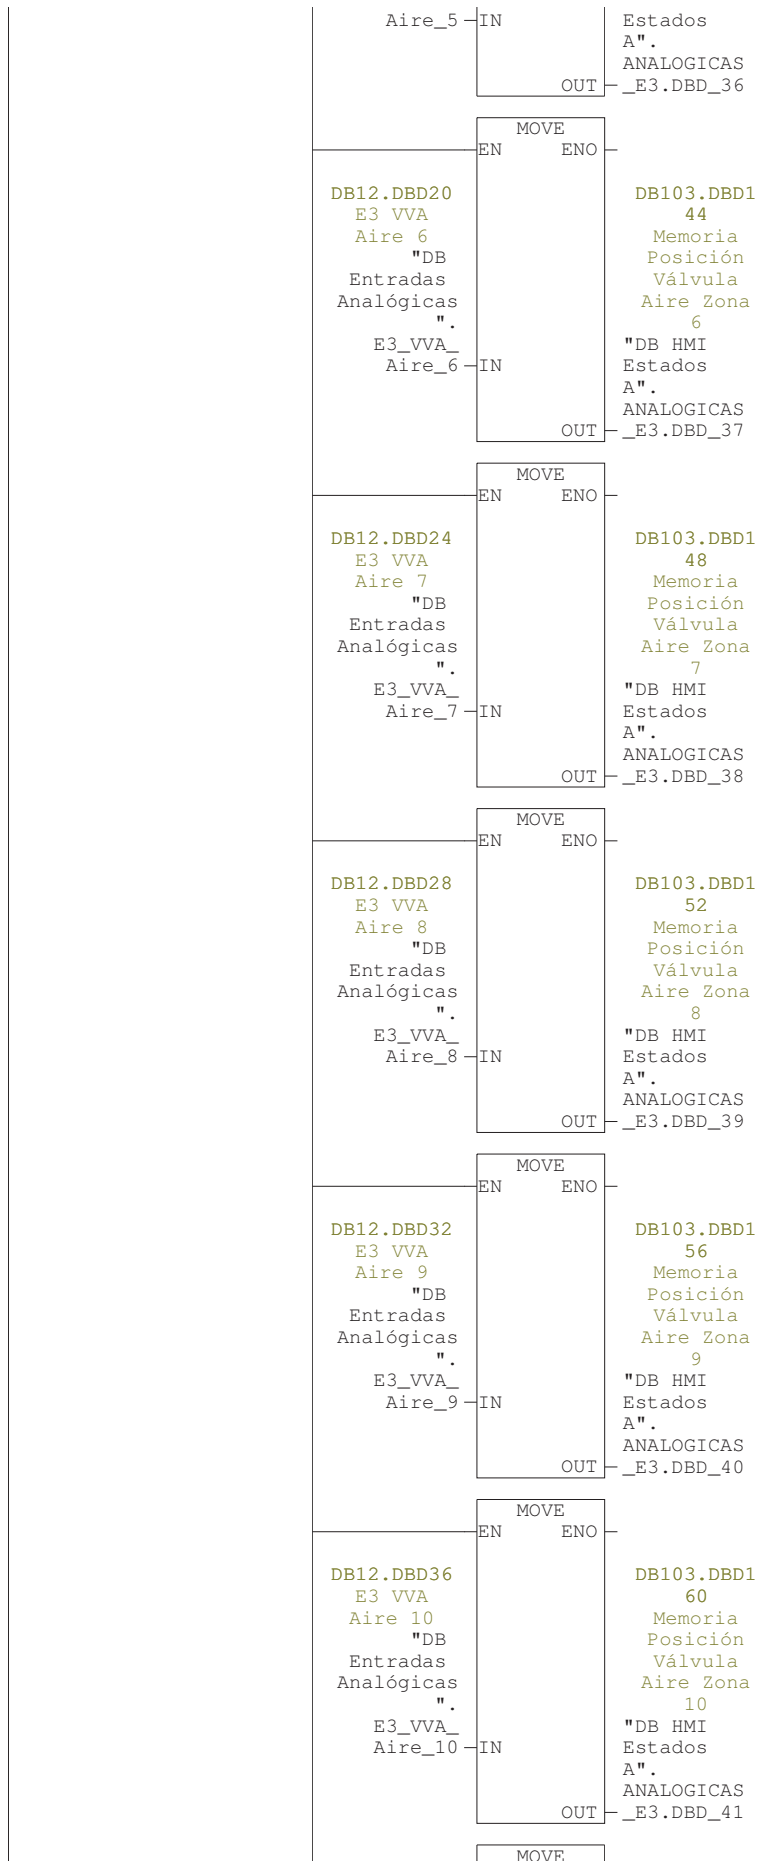 Aire_5 IN
Estados
A".
ANALOGICAS
OUT _E3.DBD_36
MOVE
EN ENO
DB12.DBD20
E3 VVA
Aire 6
"DB
Entradas
Analógicas
".
E3_VVA_
Aire_6 IN
DB103.DBD1
44
Memoria
Posición
Válvula
Aire Zona
6
"DB HMI
Estados
A".
ANALOGICAS
OUT _E3.DBD_37
MOVE
EN ENO
DB12.DBD24
E3 VVA
Aire 7
"DB
Entradas
Analógicas
".
E3_VVA_
Aire_7 IN
DB103.DBD1
48
Memoria
Posición
Válvula
Aire Zona
7
"DB HMI
Estados
A".
ANALOGICAS
OUT _E3.DBD_38
MOVE
EN ENO
DB12.DBD28
E3 VVA
Aire 8
"DB
Entradas
Analógicas
".
E3_VVA_
Aire_8 IN
DB103.DBD1
52
Memoria
Posición
Válvula
Aire Zona
8
"DB HMI
Estados
A".
ANALOGICAS
OUT _E3.DBD_39
MOVE
EN ENO
DB12.DBD32
E3 VVA
Aire 9
"DB
Entradas
Analógicas
".
E3_VVA_
Aire_9 IN
DB103.DBD1
56
Memoria
Posición
Válvula
Aire Zona
9
"DB HMI
Estados
A".
ANALOGICAS
OUT _E3.DBD_40
MOVE
EN ENO
DB12.DBD36
E3 VVA
Aire 10
"DB
Entradas
Analógicas
".
E3_VVA_
Aire_10 IN
DB103.DBD1
60
Memoria
Posición
Válvula
Aire Zona
10
"DB HMI
Estados
A".
ANALOGICAS
OUT _E3.DBD_41
MOVE